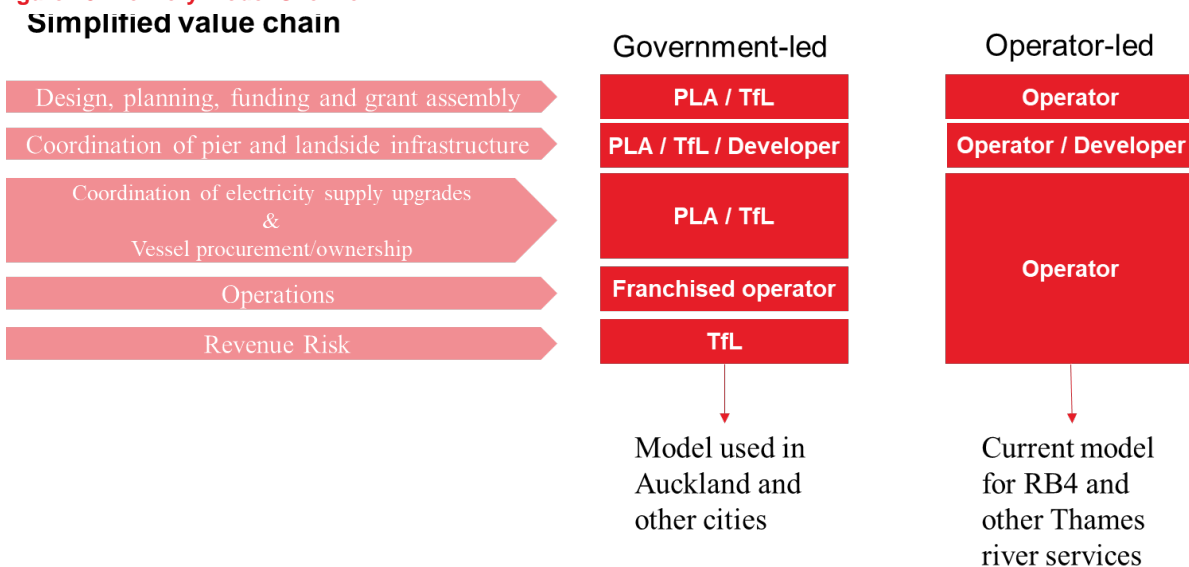 Simplified value chain
Government-led
Operator-led
Design, planning, funding and grant assembly
PLA / TfL
Operator
Coordination of pier and landside infrastructure
PLA / TfL / Developer
Operator / Developer
Coordination of electricity supply upgrades
&
Vessel procurement/ownership
PLA / TfL
Operator
Operations
Franchised operator
Revenue Risk
TfL
Model used in
Auckland and
other cities
Current model
for RB4 and
other Thames
river services